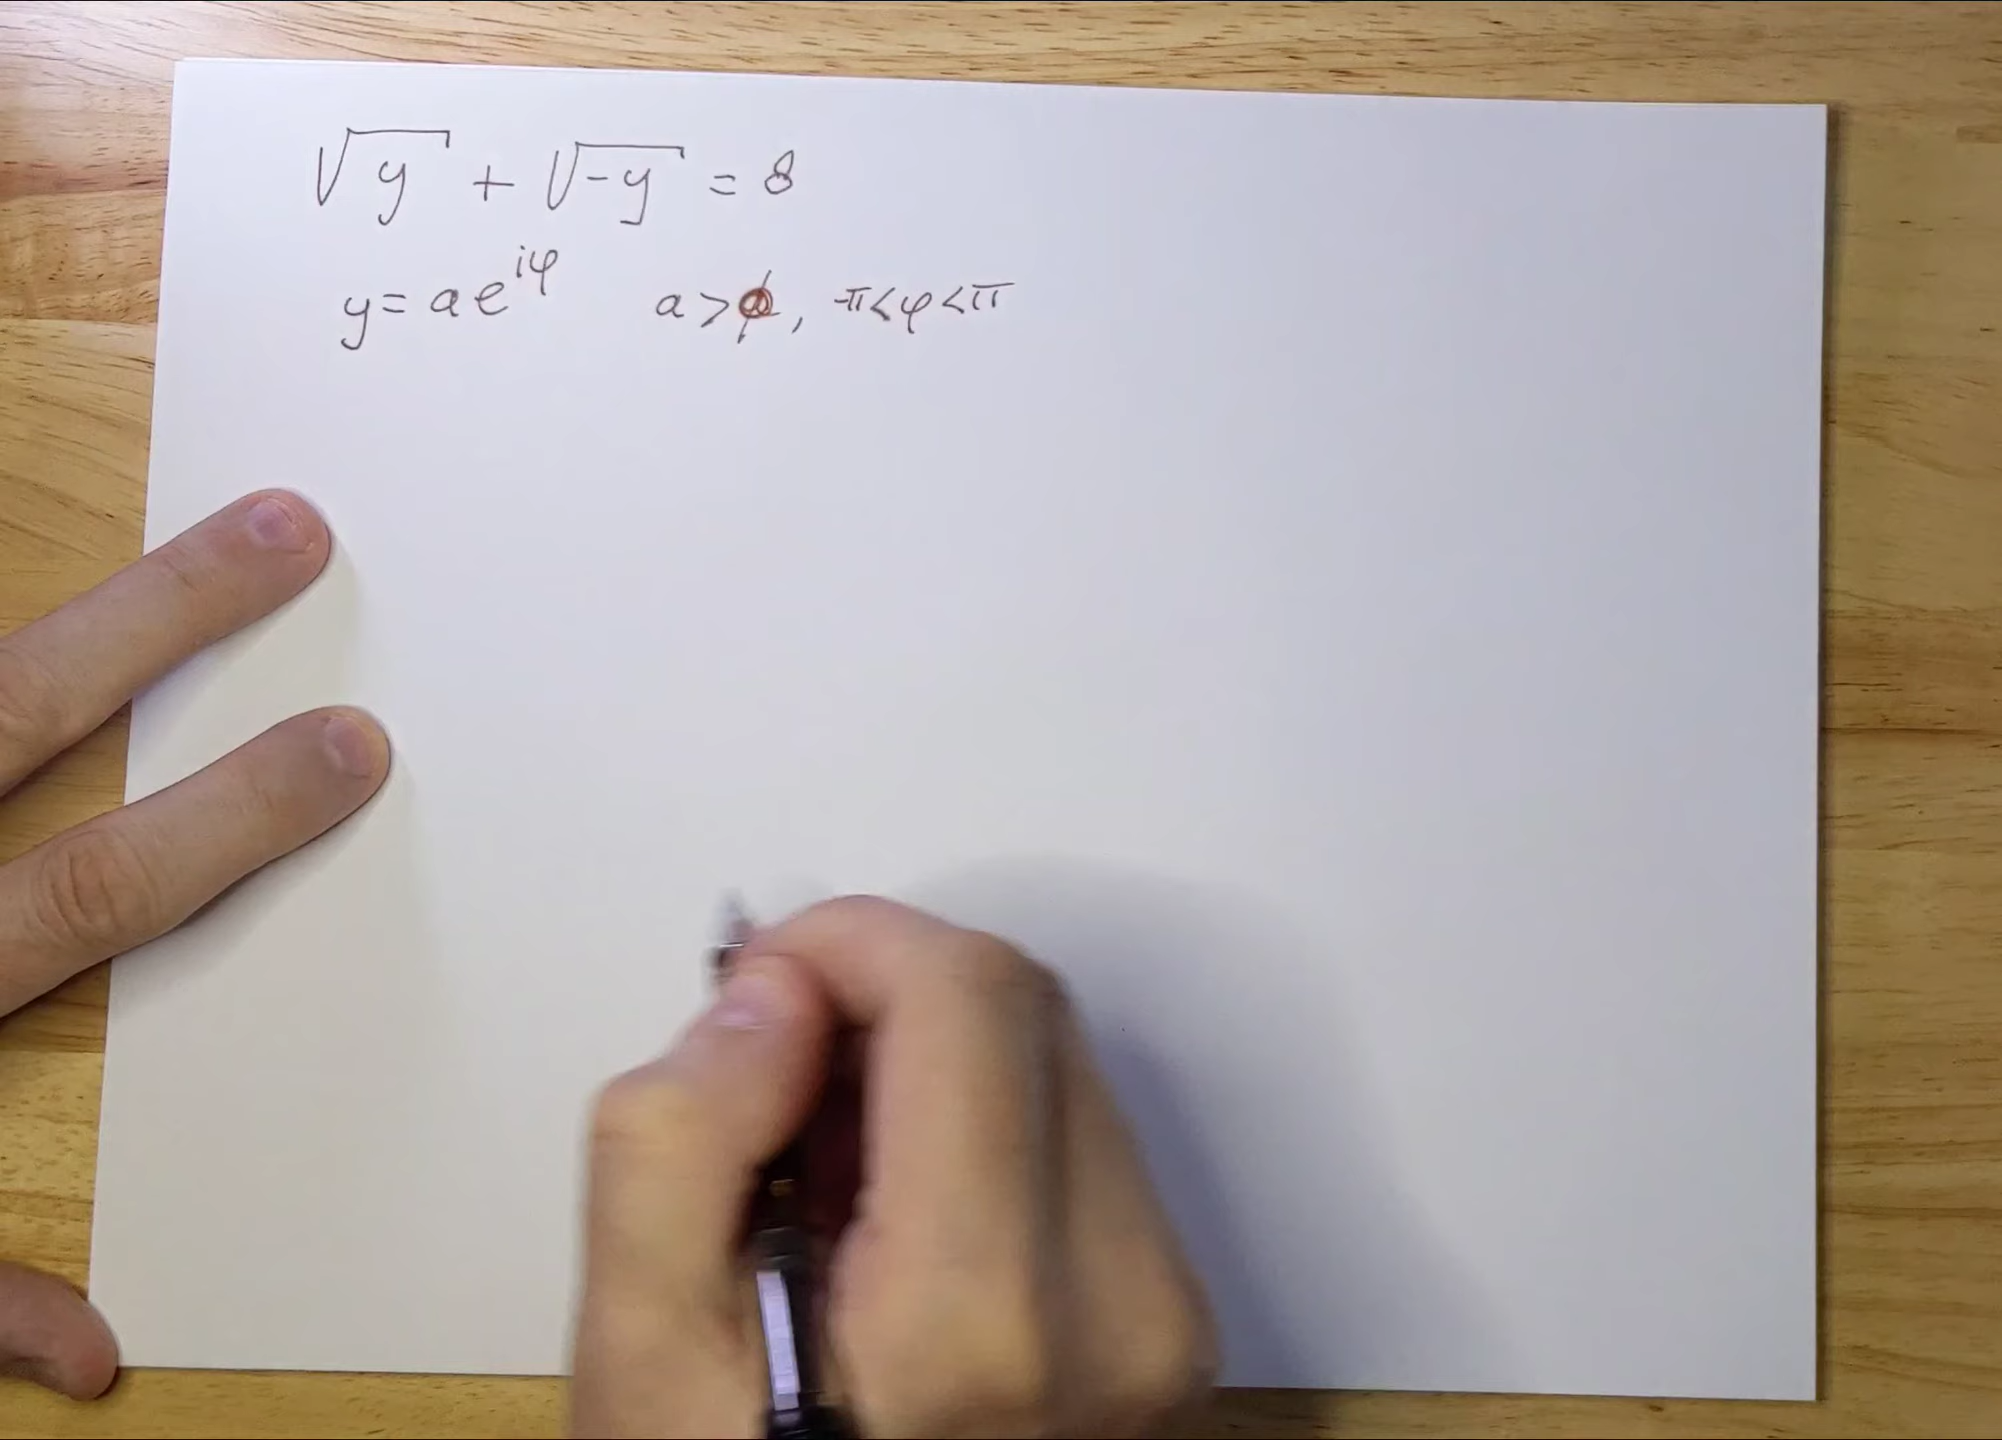 √y + √-y = 8
y = ae^{iφ} a > 0, -π < φ < π